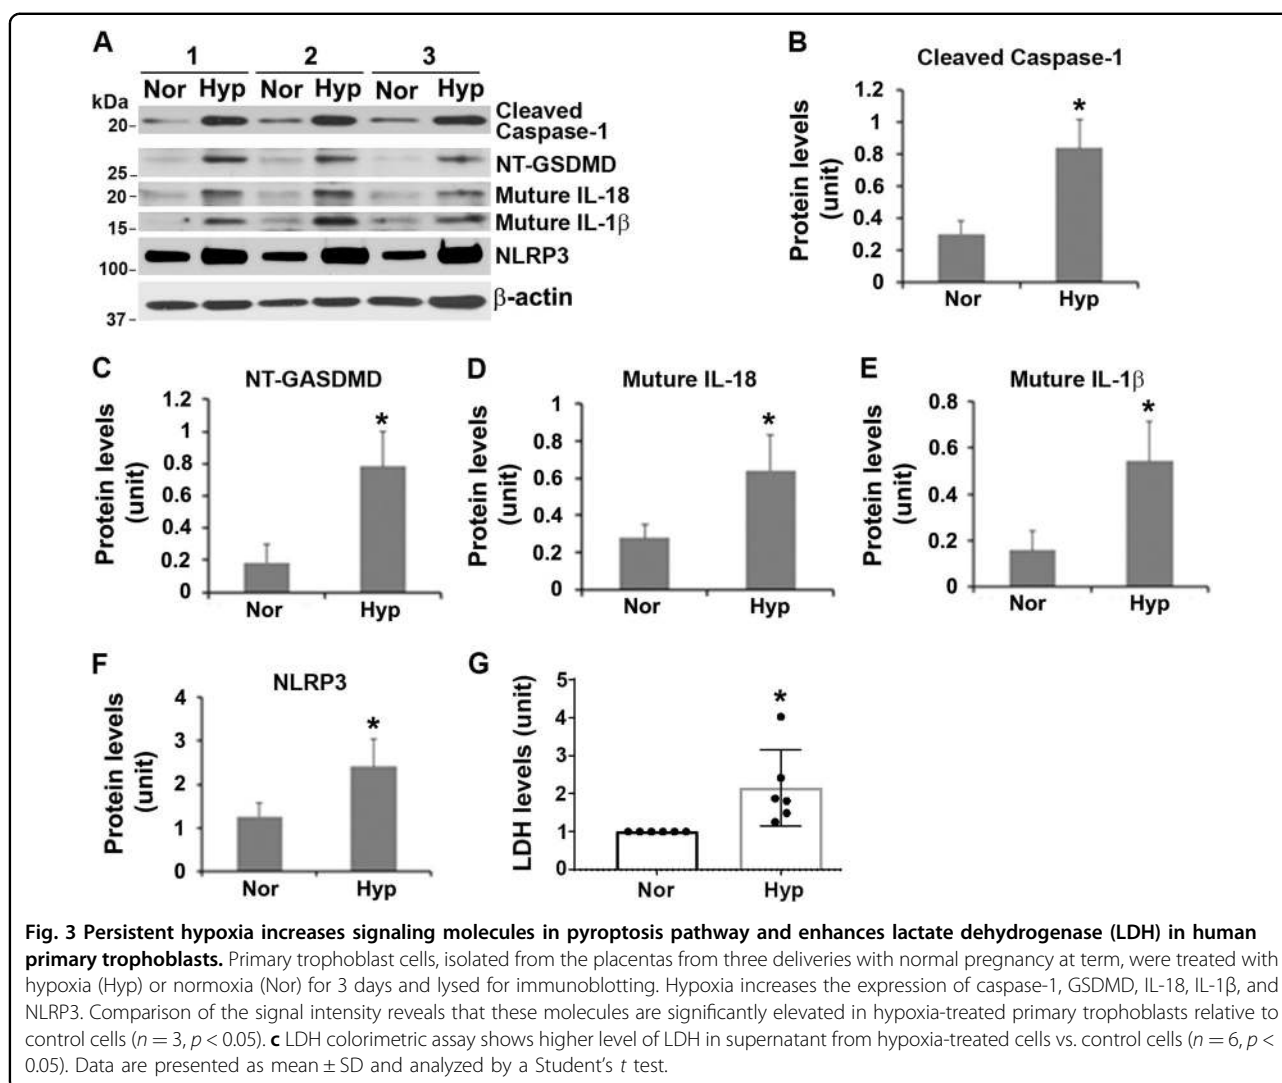 A
1 2 3
Nor Hyp Nor Hyp Nor Hyp
kDa
20- Cleaved
Caspase-1
NT-GSDMD
25
20- Muture IL-18
15- Muture IL-1β
NLRP3
100-
β-actin
37-
B
Cleaved Caspase-1
Protein levels
(unit)
1.2
1
0.8
0.6
0.4
0.2
0
Nor Hyp
*
C
NT-GASDMD
Protein levels
(unit)
1.2
1
0.8
0.6
0.4
0.2
0
Nor Hyp
*
D
Muture IL-18
Protein levels
(unit)
1
0.8
0.6
0.4
0.2
0
Nor Hyp
*
E
Muture IL-1β
Protein levels
(unit)
0.8
0.6
0.4
0.2
0
Nor Hyp
*
F
NLRP3
Protein levels
(unit)
4
3
2
1
0
Nor Hyp
*
G
LDH levels (unit)
5
4
3
2
1
0
Nor Hyp
*
Fig. 3 Persistent hypoxia increases signaling molecules in pyroptosis pathway and enhances lactate dehydrogenase (LDH) in human
primary trophoblasts. Primary trophoblast cells, isolated from the placentas from three deliveries with normal pregnancy at term, were treated with
hypoxia (Hyp) or normoxia (Nor) for 3 days and lysed for immunoblotting. Hypoxia increases the expression of caspase-1, GSDMD, IL-18, IL-1β, and
NLRP3. Comparison of the signal intensity reveals that these molecules are significantly elevated in hypoxia-treated primary trophoblasts relative to
control cells (n = 3, p < 0.05). c LDH colorimetric assay shows higher level of LDH in supernatant from hypoxia-treated cells vs. control cells (n = 6, p <
0.05). Data are presented as mean ± SD and analyzed by a Student's t test.